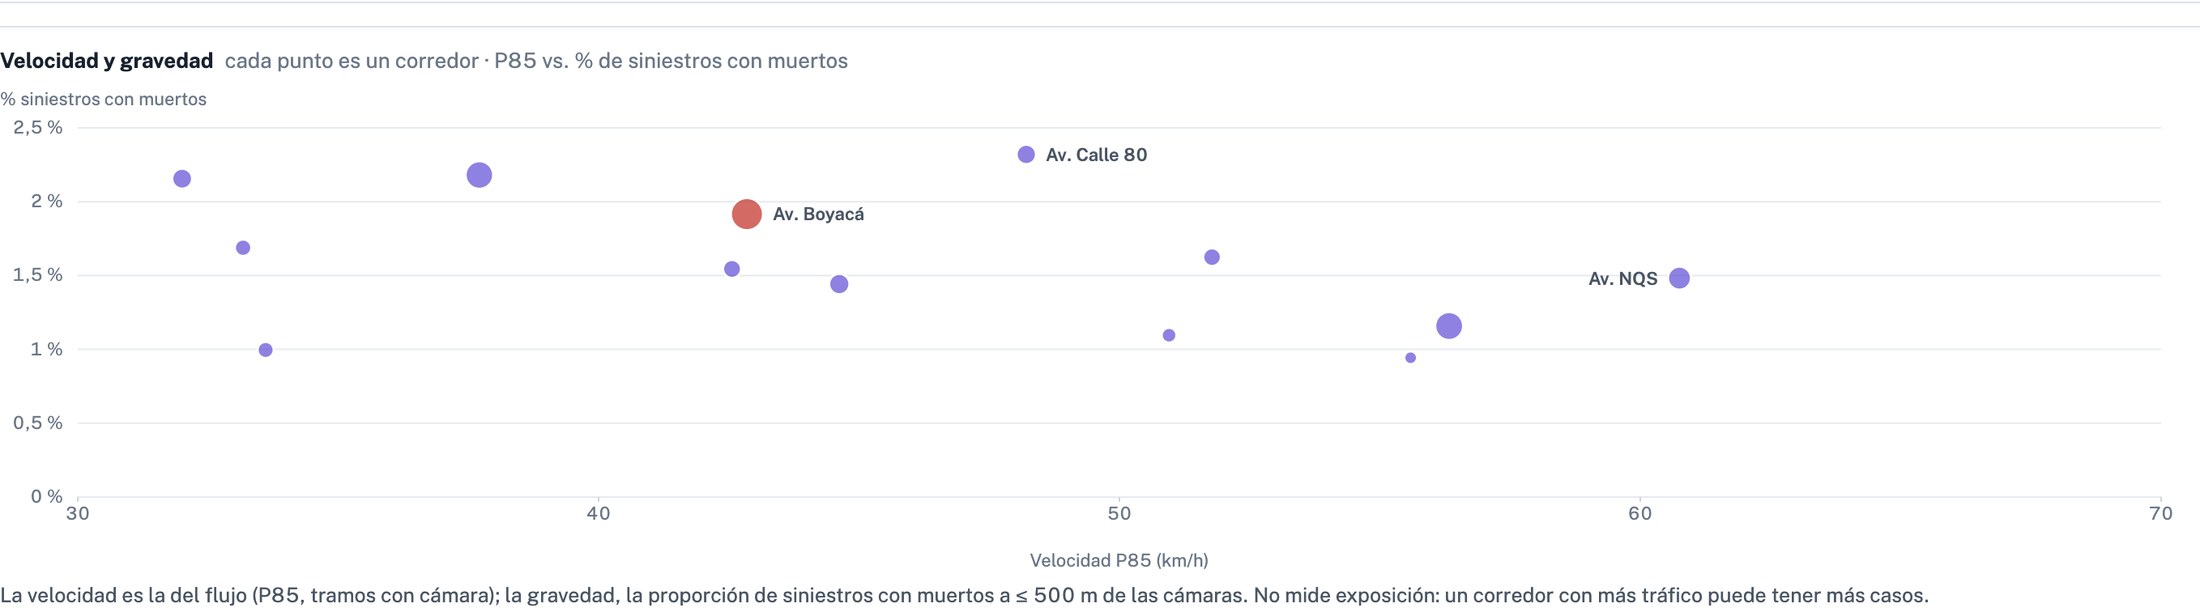 Velocidad y gravedad cada punto es un corredor · P85 vs. % de siniestros con muertos
% siniestros con muertos
2,5 %
Av. Calle 80
2 %
Av. Boyacá
1,5 %
Av. NQS
1 %
0,5 %
0 %
30 40 50 60 70
Velocidad P85 (km/h)
La velocidad es la del flujo (P85, tramos con cámara); la gravedad, la proporción de siniestros con muertos a ≤ 500 m de las cámaras. No mide exposición: un corredor con más tráfico puede tener más casos.